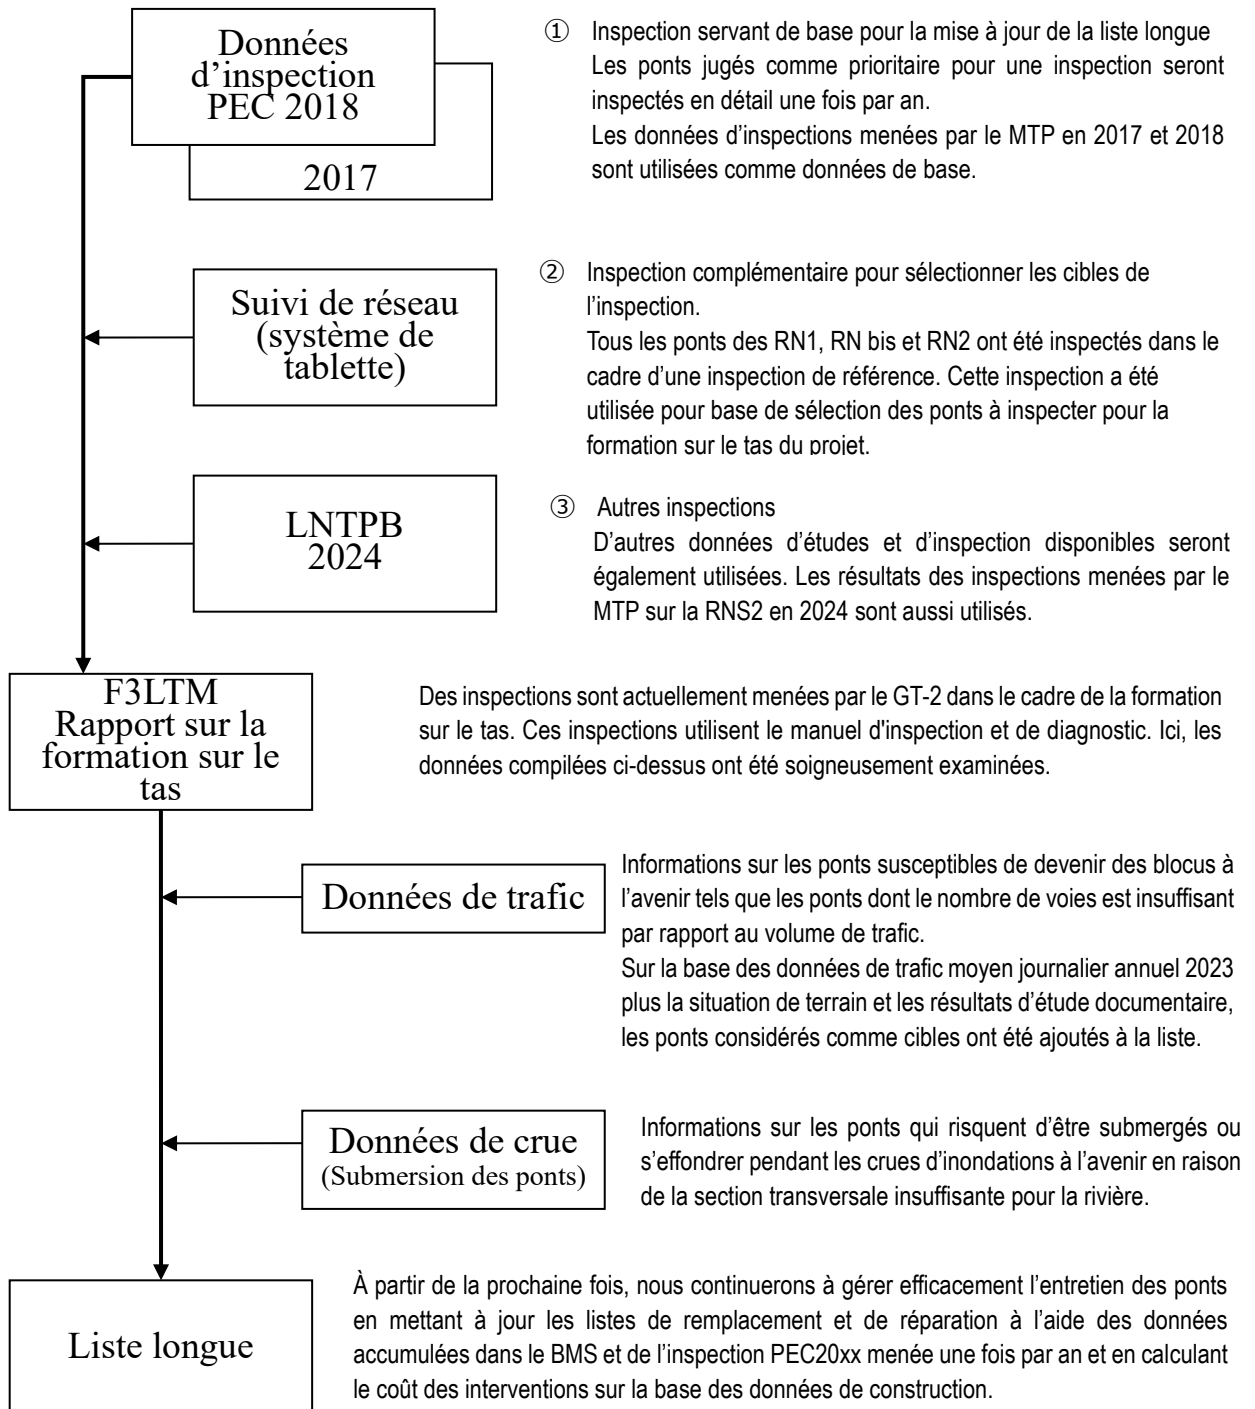 Données
d’inspection
PEC 2018
2017
① Inspection servant de base pour la mise à jour de la liste longue
Les ponts jugés comme prioritaire pour une inspection seront
inspectés en détail une fois par an.
Les données d’inspections menées par le MTP en 2017 et 2018
sont utilisées comme données de base.
Suivi de réseau
(système de
tablette)
② Inspection complémentaire pour sélectionner les cibles de
l’inspection.
Tous les ponts des RN1, RN bis et RN2 ont été inspectés dans le
cadre d’une inspection de référence. Cette inspection a été
utilisée pour base de sélection des ponts à inspecter pour la
formation sur le tas du projet.
LNTPB
2024
③ Autres inspections
D’autres données d’études et d’inspection disponibles seront
également utilisées. Les résultats des inspections menées par le
MTP sur la RNS2 en 2024 sont aussi utilisés.
F3LTM
Rapport sur la
formation sur le
tas
Des inspections sont actuellement menées par le GT-2 dans le cadre de la formation
sur le tas. Ces inspections utilisent le manuel d'inspection et de diagnostic. Ici, les
données compilées ci-dessus ont été soigneusement examinées.
Données de trafic
Informations sur les ponts susceptibles de devenir des blocus à
l’avenir tels que les ponts dont le nombre de voies est insuffisant
par rapport au volume de trafic.
Sur la base des données de trafic moyen journalier annuel 2023
plus la situation de terrain et les résultats d’étude documentaire,
les ponts considérés comme cibles ont été ajoutés à la liste.
Données de crue
(Submersion des ponts)
Informations sur les ponts qui risquent d’être submergés ou
s’effondrer pendant les crues d’inondations à l’avenir en raison
de la section transversale insuffisante pour la rivière.
Liste longue
À partir de la prochaine fois, nous continuerons à gérer efficacement l’entretien des ponts
en mettant à jour les listes de remplacement et de réparation à l’aide des données
accumulées dans le BMS et de l’inspection PEC20xx menée une fois par an et en calculant
le coût des interventions sur la base des données de construction.